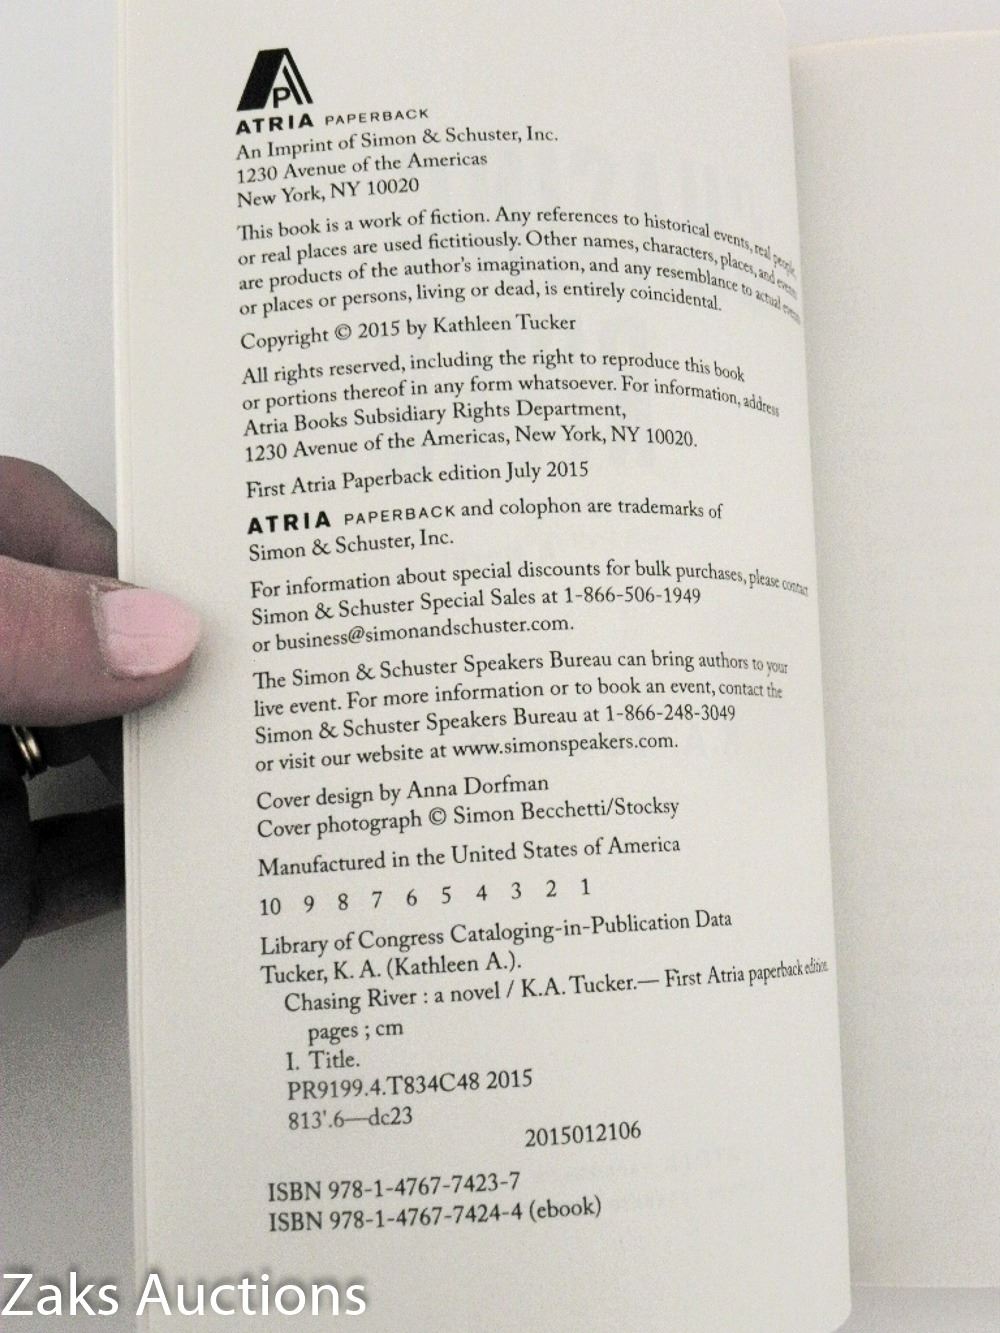 AP
ATRIA PAPERBACK
An Imprint of Simon & Schuster, Inc.
1230 Avenue of the Americas
New York, NY 10020
This book is a work of fiction. Any references to historical events, real people,
or real places are used fictitiously. Other names, characters, places, and events
are products of the author's imagination, and any resemblance to actual events
or places or persons, living or dead, is entirely coincidental.
Copyright © 2015 by Kathleen Tucker
All rights reserved, including the right to reproduce this book
or portions thereof in any form whatsoever. For information, address
Atria Books Subsidiary Rights Department,
1230 Avenue of the Americas, New York, NY 10020.
First Atria Paperback edition July 2015
ATRIA PAPERBACK and colophon are trademarks of
Simon & Schuster, Inc.
For information about special discounts for bulk purchases, please contact
Simon & Schuster Special Sales at 1-866-506-1949
or business@simonandschuster.com.
The Simon & Schuster Speakers Bureau can bring authors to your
live event. For more information or to book an event, contact the
Simon & Schuster Speakers Bureau at 1-866-248-3049
or visit our website at www.simonspeakers.com.
Cover design by Anna Dorfman
Cover photograph © Simon Becchetti/Stocksy
Manufactured in the United States of America
10 9 8 7 6 5 4 3 2 1
Library of Congress Cataloging-in-Publication Data
Tucker, K. A. (Kathleen A.).
Chasing River : a novel / K.A. Tucker.— First Atria paperback edition.
pages ; cm
I. Title.
PR9199.4.T834C48 2015
813'.6—dc23
2015012106
ISBN 978-1-4767-7423-7
ISBN 978-1-4767-7424-4 (ebook)
Zaks Auctions